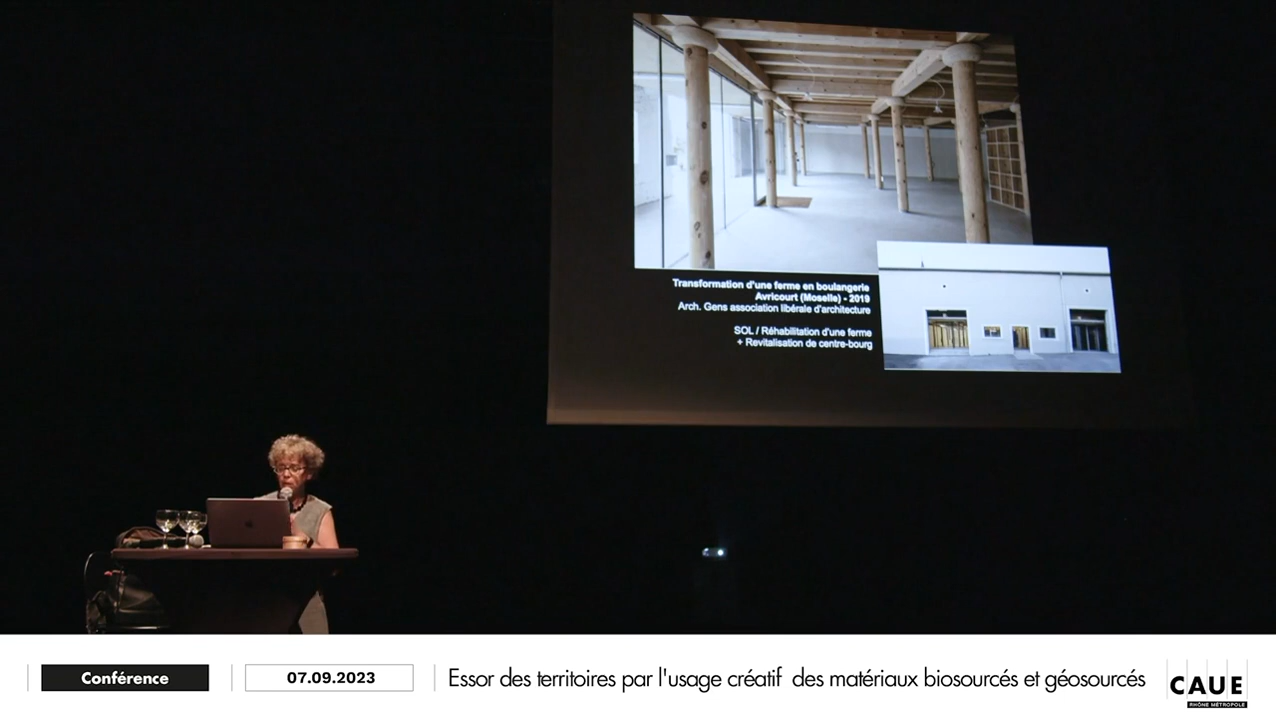 Transformation d'une ferme en boulangerie
Avricourt (Moselle) - 2019
Arch. Gens association libérale d'architecture
SOL / Réhabilitation d'une ferme
+ Revitalisation de centre-bourg
Conférence
07.09.2023
Essor des territoires par l'usage créatif des matériaux biosourcés et géosourcés
CAUE
RHÔNE MÉTROPOLE